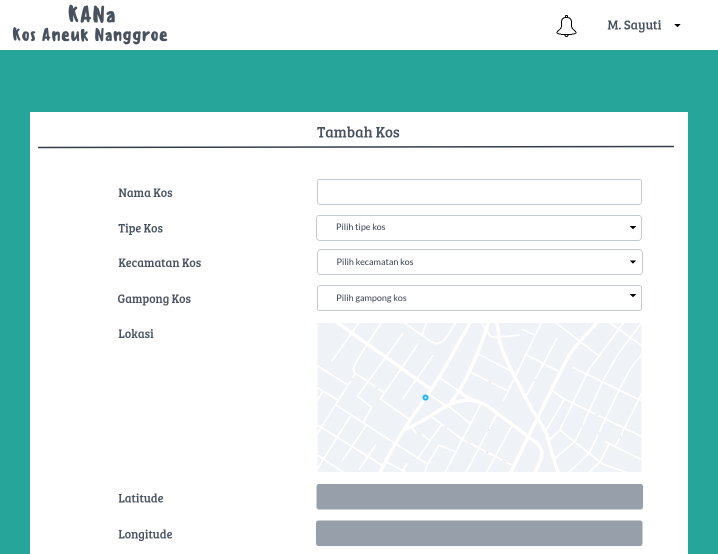 KANa
Kos Aneuk Nanggroe
M. Sayuti
Tambah Kos
Nama Kos
Tipe Kos
Pilih tipe kos
Kecamatan Kos
Pilih kecamatan kos
Gampong Kos
Pilih gampong kos
Lokasi
Latitude
Longitude